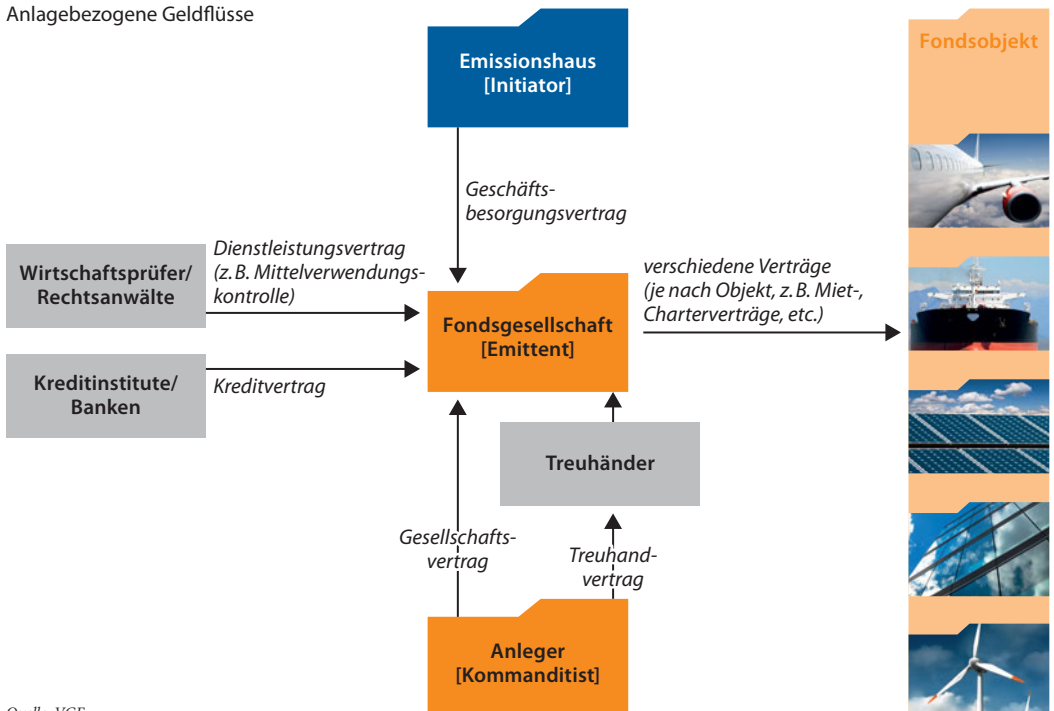 Anlagebezogene Geldflüsse
Emissionshaus
[Initiator]
Fondsobjekt
Geschäfts-
besorgungsvertrag
Wirtschaftsprüfer/
Rechtsanwälte
Dienstleistungsvertrag
(z. B. Mittelverwendungs-
kontrolle)
Fondsgesellschaft
[Emittent]
verschiedene Verträge
(je nach Objekt, z. B. Miet-,
Charterverträge, etc.)
Kreditinstitute/
Banken
Kreditvertrag
Treuhänder
Gesellschafts-
vertrag
Treuhand-
vertrag
Anleger
[Kommanditist]